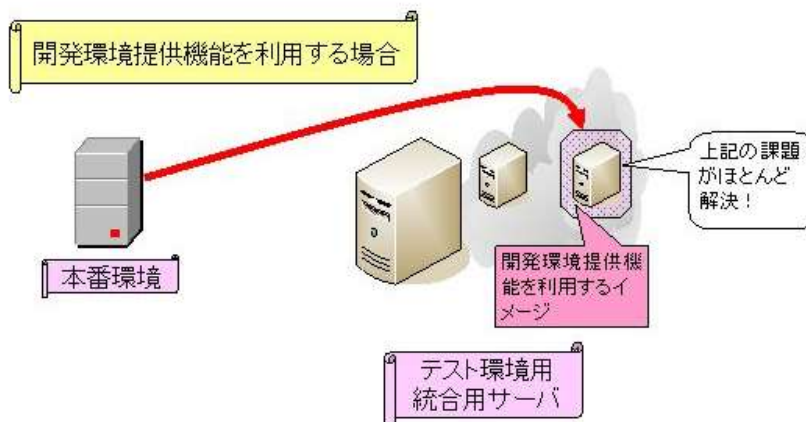 開発環境提供機能を利用する場合
上記の課題
がほとんど
解決！
開発環境提供機
能を利用するイ
メージ
本番環境
テスト環境用
統合用サーバ